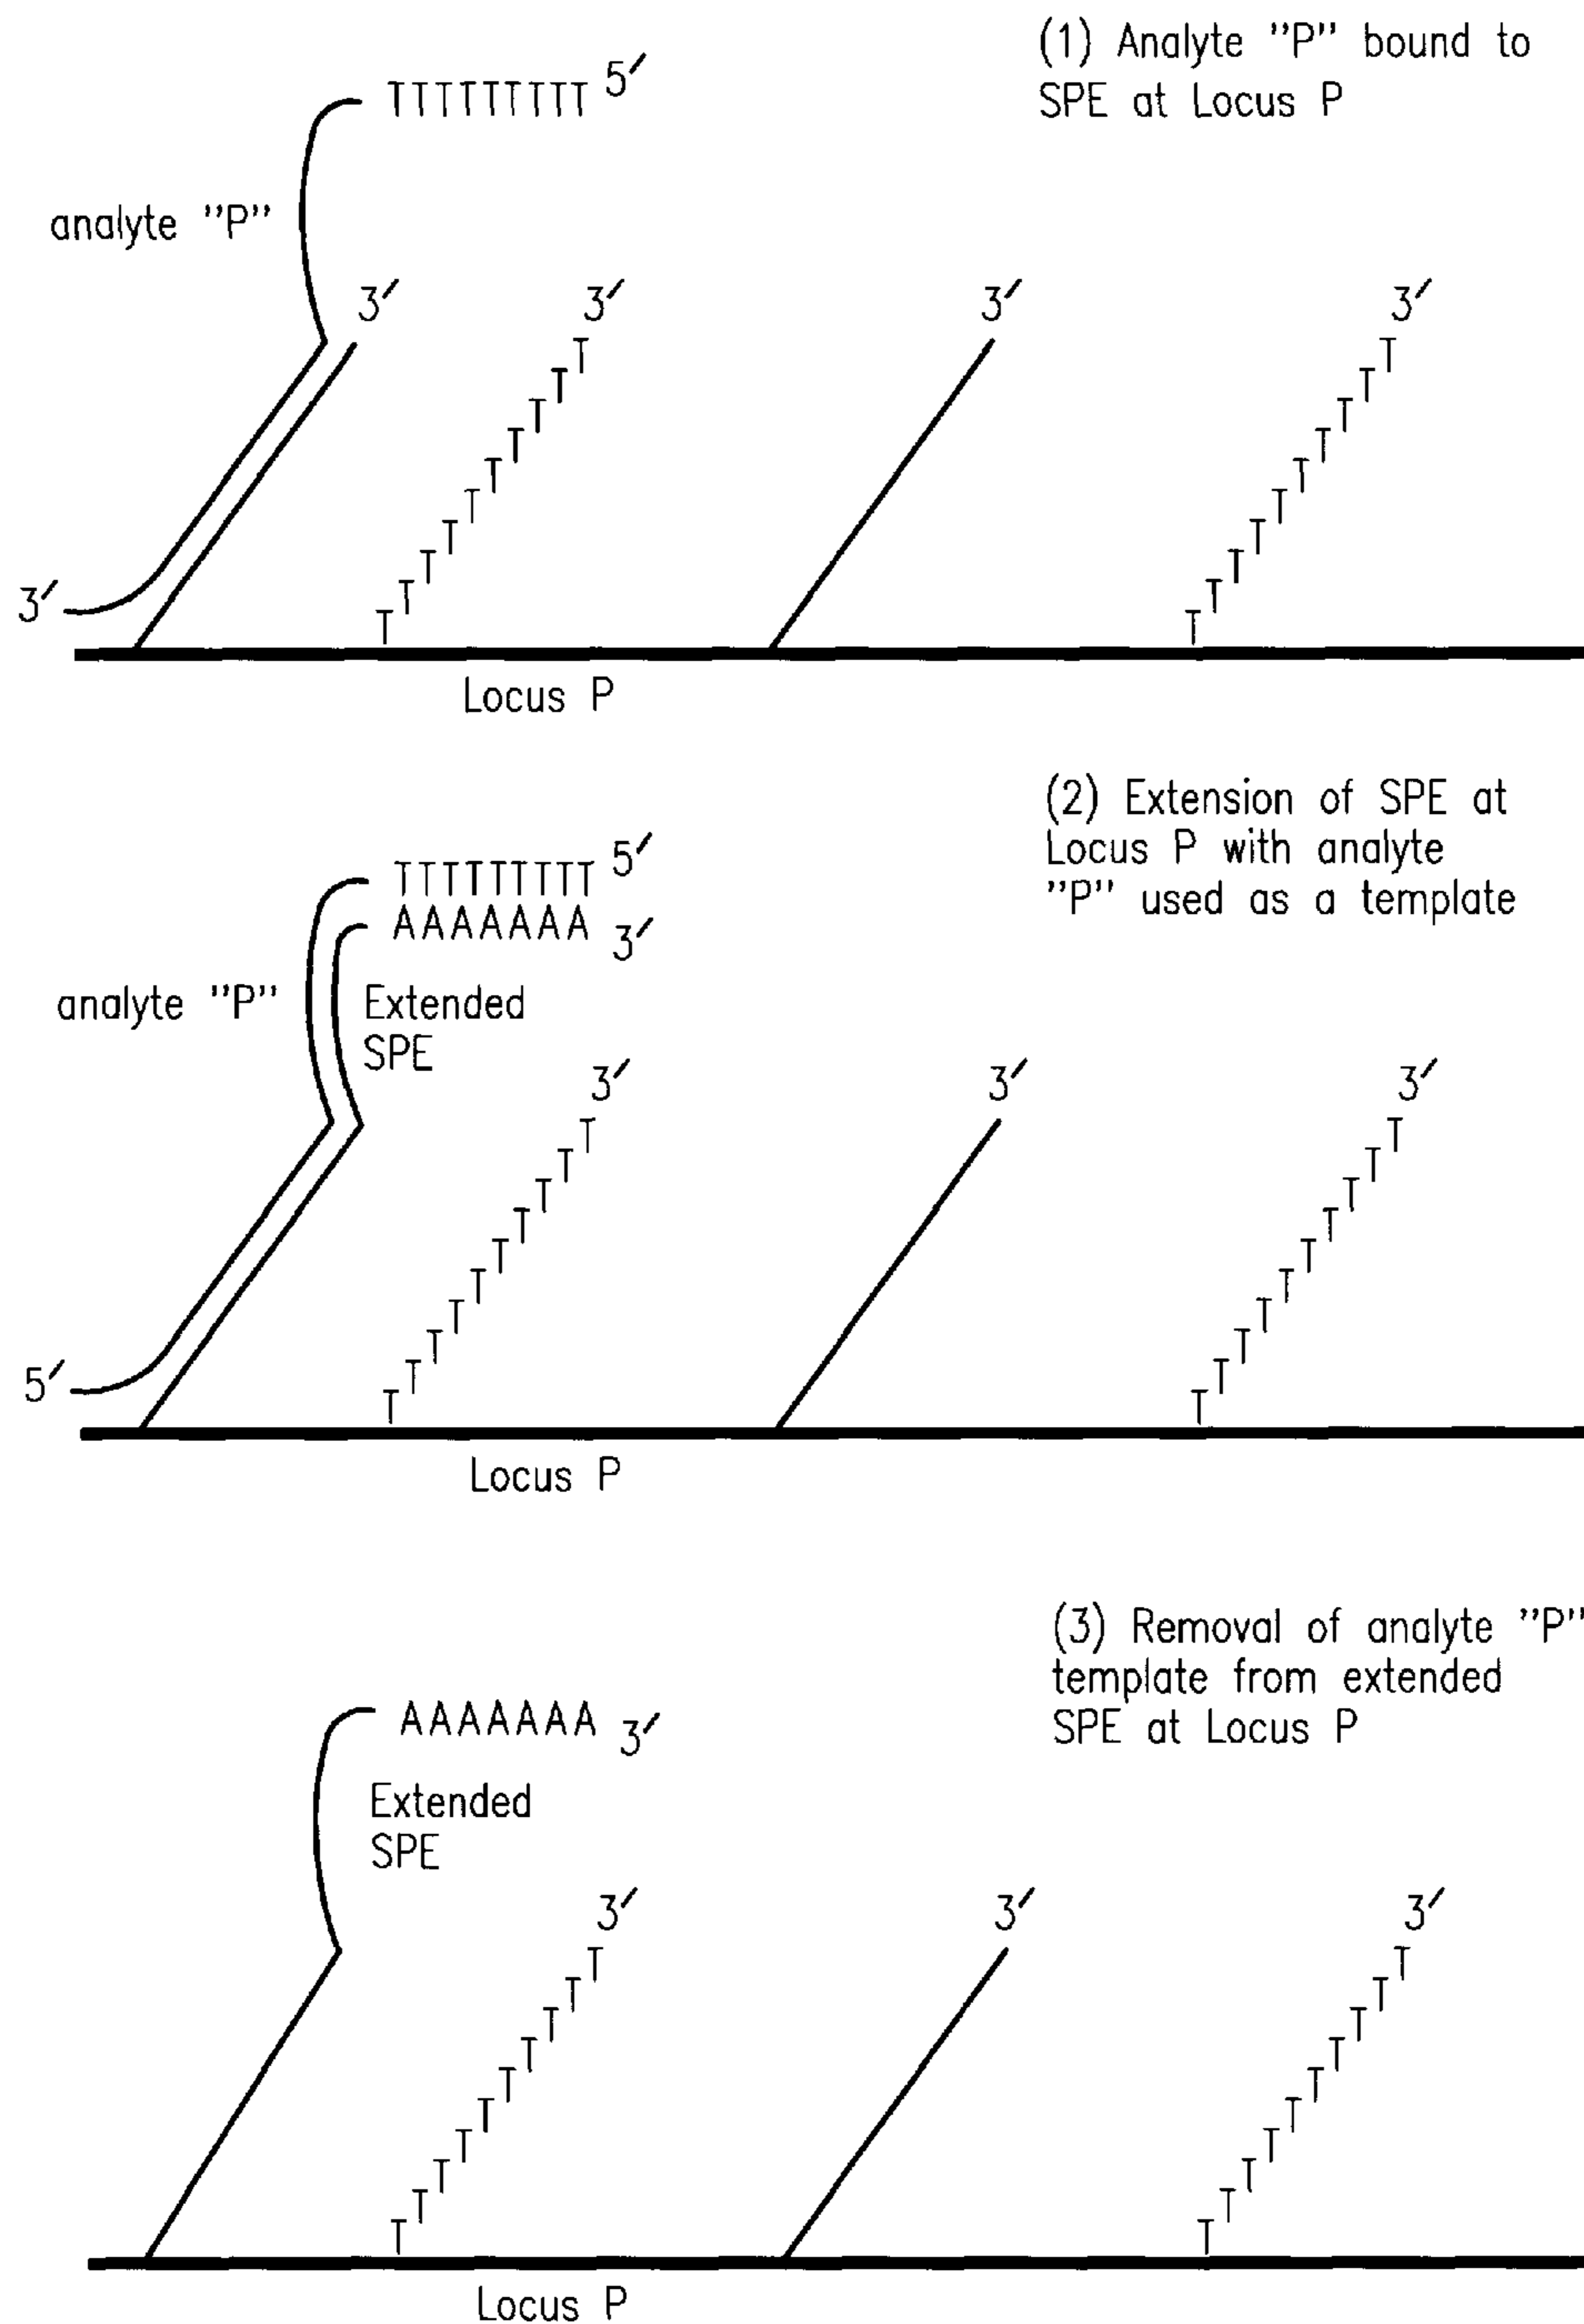 (1) Analyte "P" bound to
SPE at Locus P
TTTTTTTTT 5′
analyte "P"
3′ 3′ 3′ 3′
TTTTTTTTTT TTTTTTTTTT
3′
Locus P
(2) Extension of SPE at
Locus P with analyte
"P" used as a template
TTTTTTTTT 5′
AAAAAAA 3′
analyte "P" Extended
SPE
3′ 3′ 3′
TTTTTTTTTT TTTTTTTTTT
5′
Locus P
(3) Removal of analyte "P"
template from extended
SPE at Locus P
AAAAAAA 3′
Extended
SPE
3′ 3′ 3′
TTTTTTTTTT TTTTTTTTTT
Locus P